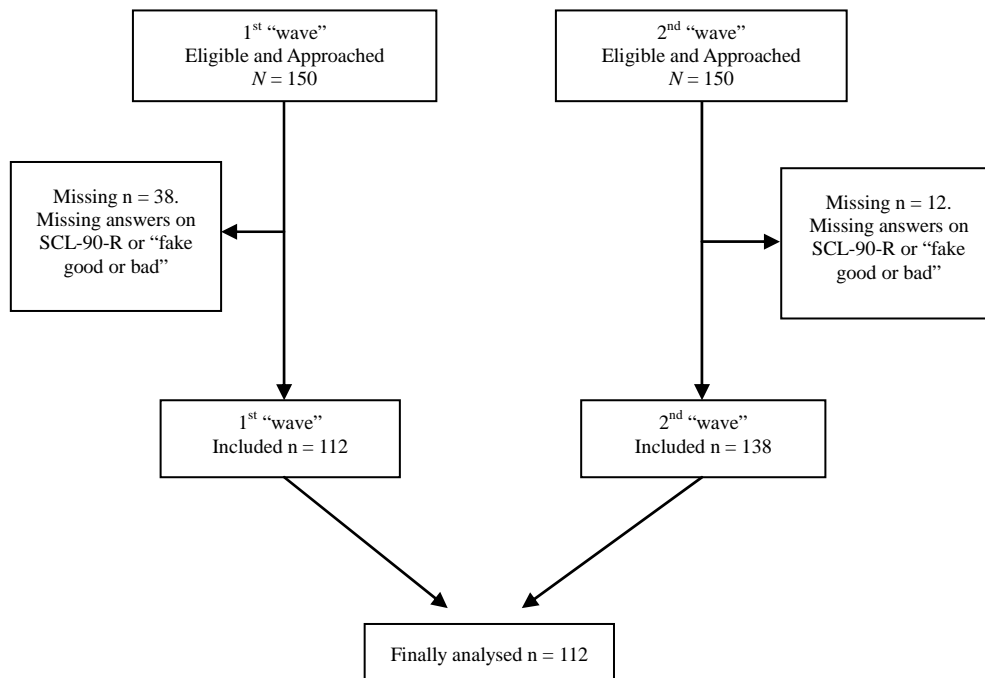 1st “wave”
Eligible and Approached
N = 150
2nd “wave”
Eligible and Approached
N = 150
Missing n = 38.
Missing answers on
SCL-90-R or “fake
good or bad”
Missing n = 12.
Missing answers on
SCL-90-R or “fake
good or bad”
1st “wave”
Included n = 112
2nd “wave”
Included n = 138
Finally analysed n = 112